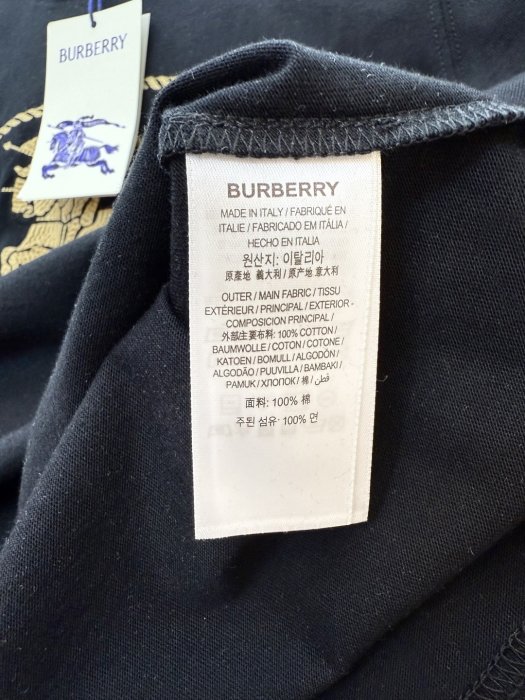 BURBERRY
BURBERRY
MADE IN ITALY / FABRIQUÉ EN
ITALIE / FABRICADO EM ITÁLIA /
HECHO EN ITALIA
원산지: 이탈리아
原產地 義大利 / 原产地 意大利
OUTER / MAIN FABRIC / TISSU
EXTÉRIEUR / PRINCIPAL / EXTERIOR -
COMPOSICION PRINCIPAL /
外部主要布料: 100% COTTON /
BAUMWOLLE / COTON / COTONE /
KATOEN / BOMULL / ALGODÓN /
ALGODÃO / PUUVILLA / BAMBAKI /
PAMUK / ХЛОПОК / 棉 / قطن /
面料: 100% 棉
주된 섬유: 100% 면